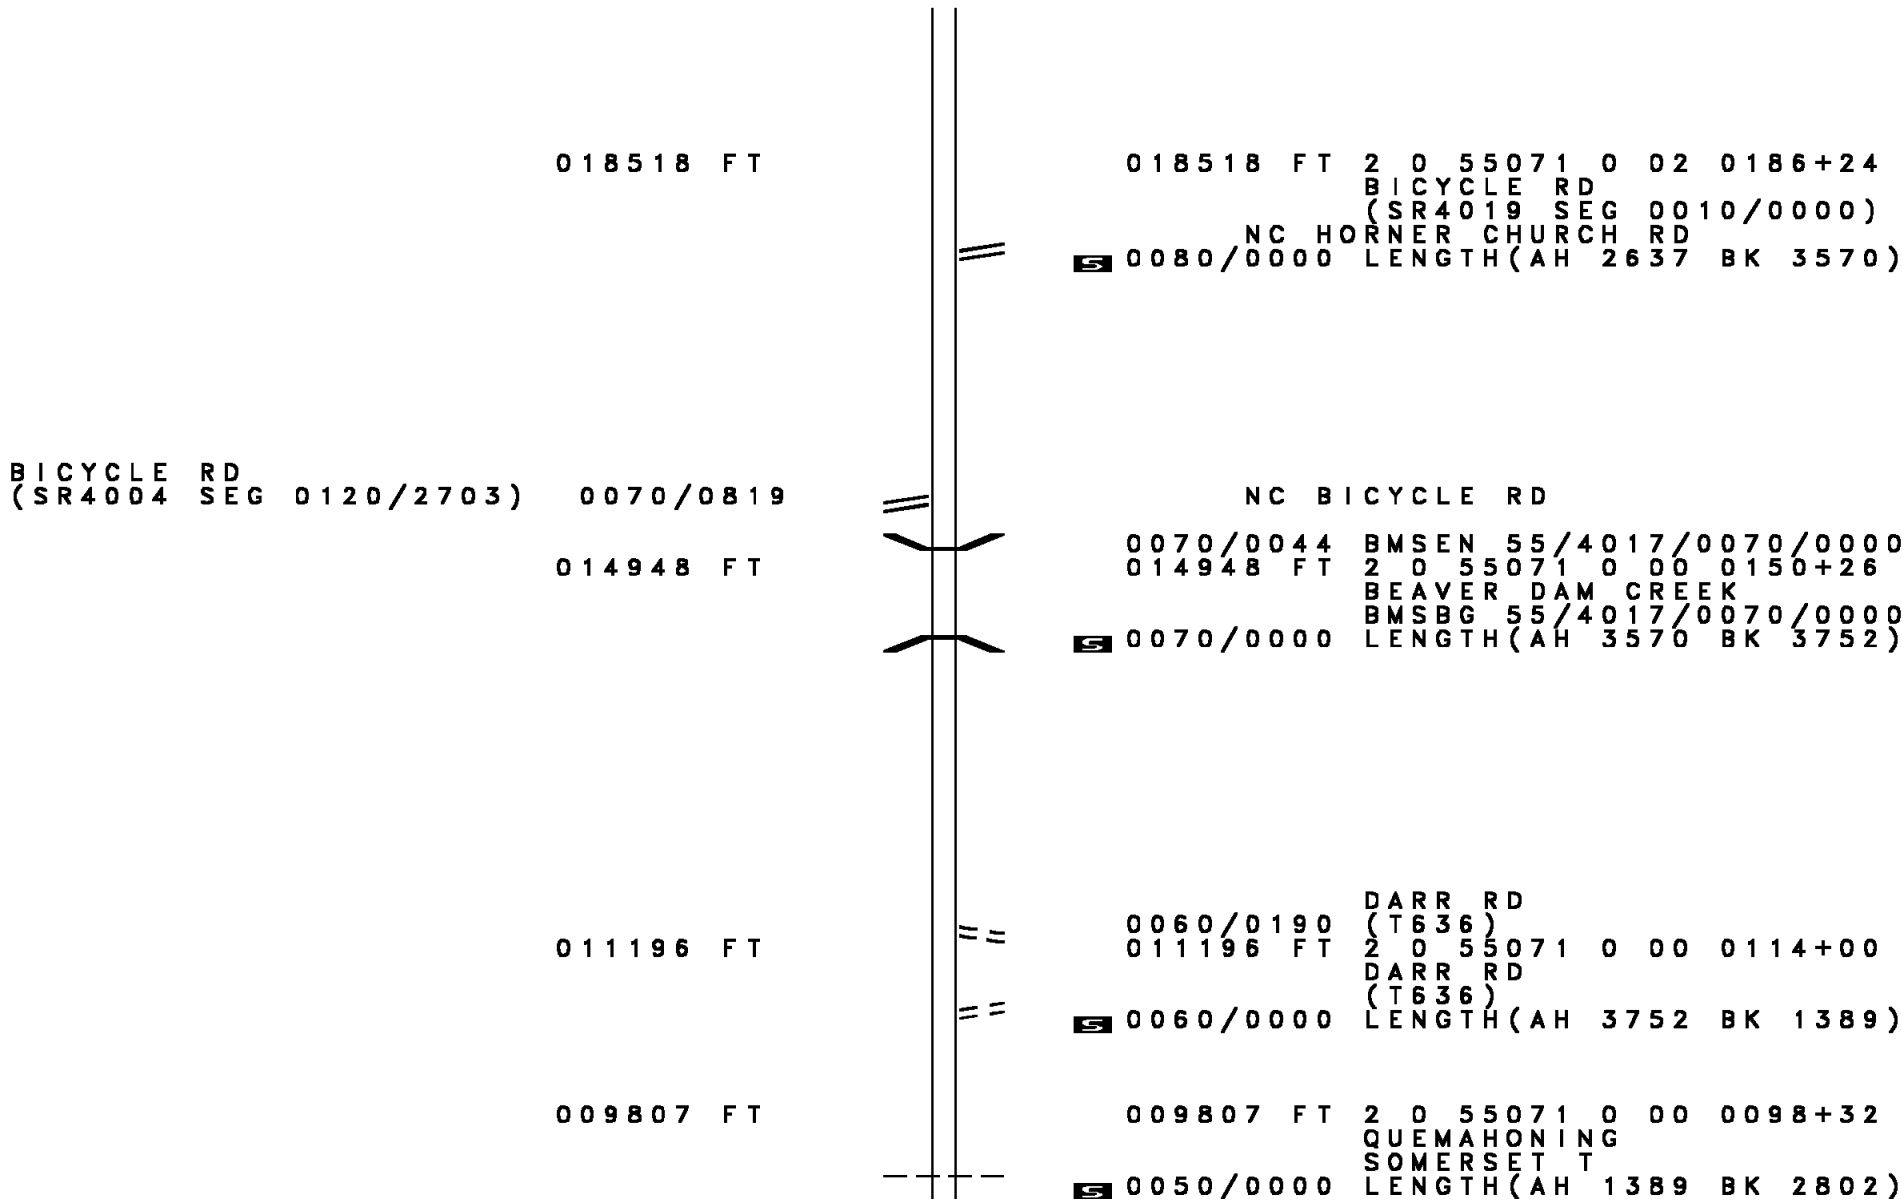 018518 FT 018518 FT 2 0 55071 0 02 0186+24
BICYCLE RD
(SR4019 SEG 0010/0000)
NC HORNER CHURCH RD
S 0080/0000 LENGTH(AH 2637 BK 3570)
BICYCLE RD
(SR4004 SEG 0120/2703) 0070/0819 NC BICYCLE RD
0070/0044 BMSEN 55/4017/0070/0000
014948 FT 014948 FT 2 0 55071 0 00 0150+26
BEAVER DAM CREEK
BMSBG 55/4017/0070/0000
S 0070/0000 LENGTH(AH 3570 BK 3752)
DARR RD
0060/0190 (T636)
011196 FT 011196 FT 2 0 55071 0 00 0114+00
DARR RD
(T636)
S 0060/0000 LENGTH(AH 3752 BK 1389)
009807 FT 009807 FT 2 0 55071 0 00 0098+32
QUEMAHONING
SOMERSET T
S 0050/0000 LENGTH(AH 1389 BK 2802)